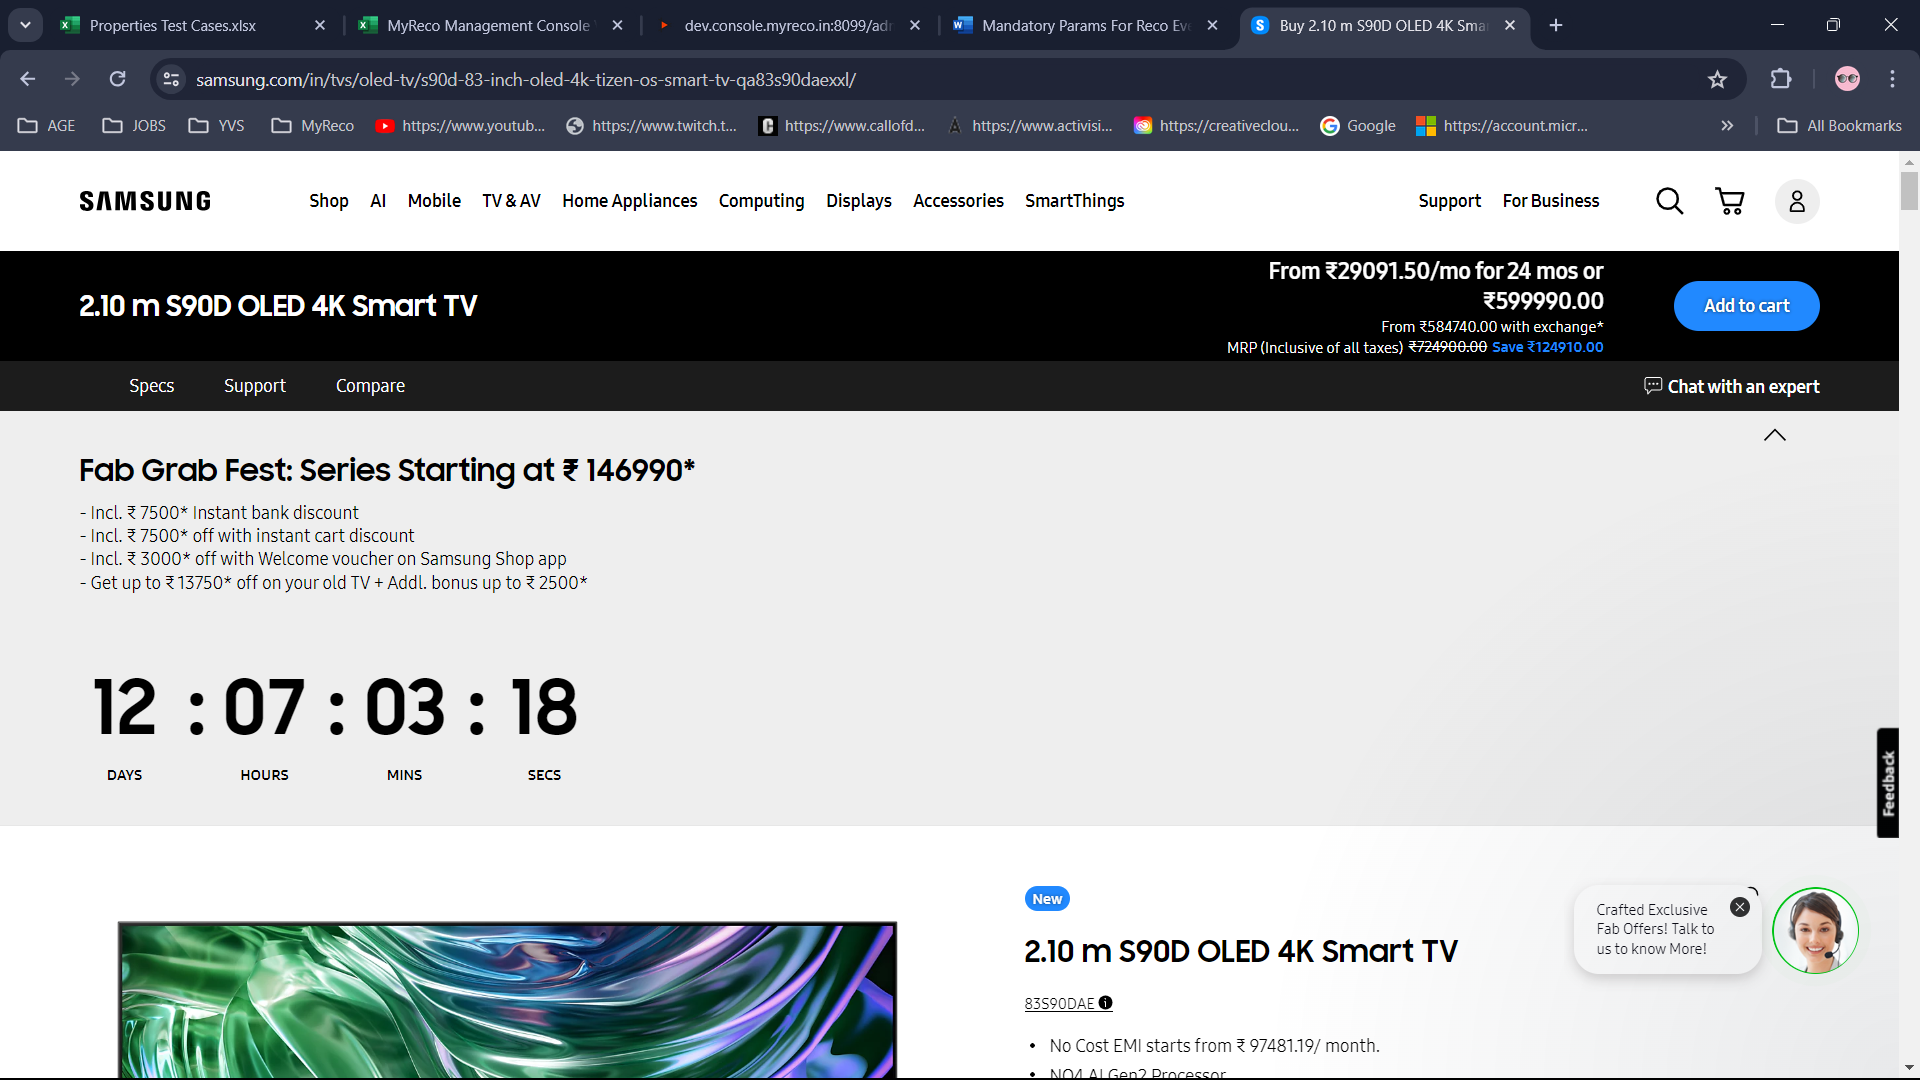 Properties Test Cases.xlsx
MyReco Management Console
dev.console.myreco.in:8099/adr
Mandatory Params For Reco Eve
Buy 2.10 m S90D OLED 4K Sma
samsung.com/in/tvs/oled-tv/s90d-83-inch-oled-4k-tizen-os-smart-tv-qa83s90daexxl/
AGE
JOBS
YVS
MyReco
https://www.youtub...
https://www.twitch.t...
https://www.callofd...
https://www.activisi...
https://creativeclou...
Google
https://account.micr...
All Bookmarks
SAMSUNG
Shop
AI
Mobile
TV & AV
Home Appliances
Computing
Displays
Accessories
SmartThings
Support
For Business
2.10 m S90D OLED 4K Smart TV
From ₹29091.50/mo for 24 mos or
₹599990.00
From ₹584740.00 with exchange*
MRP (Inclusive of all taxes) ₹724900.00 Save ₹124910.00
Add to cart
Specs
Support
Compare
Chat with an expert
Fab Grab Fest: Series Starting at ₹ 146990*
- Incl. ₹ 7500* Instant bank discount
- Incl. ₹ 7500* off with instant cart discount
- Incl. ₹ 3000* off with Welcome voucher on Samsung Shop app
- Get up to ₹ 13750* off on your old TV + Addl. bonus up to ₹ 2500*
12 : 07 : 03 : 18
DAYS HOURS MINS SECS
Feedback
New
2.10 m S90D OLED 4K Smart TV
83S90DAE
• No Cost EMI starts from ₹ 97481.19/ month.
• NQ4 AI Gen2 Processor
Crafted Exclusive
Fab Offers! Talk to
us to know More!